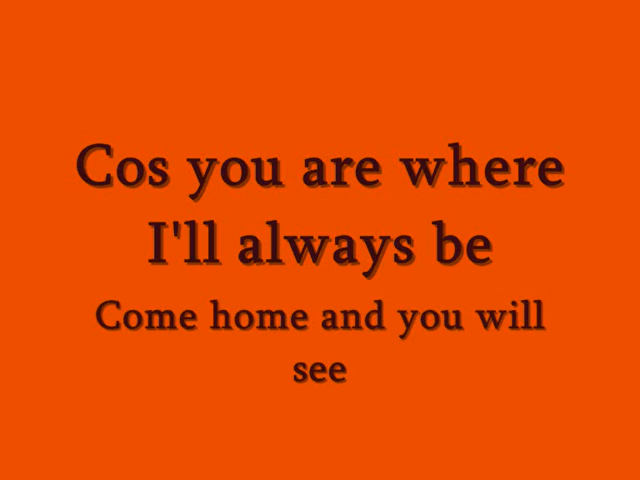 Cos you are where
I'll always be
Come home and you will
see